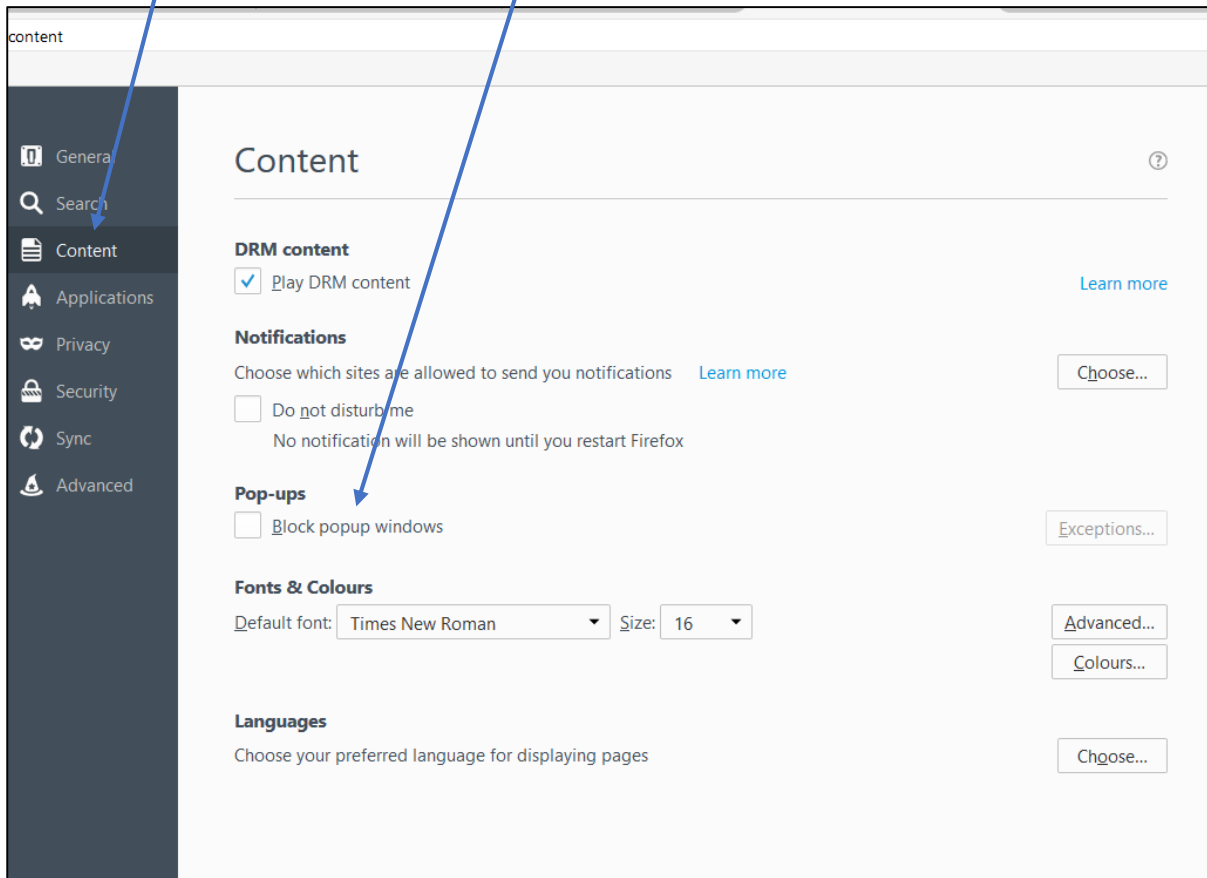 content
General
Search
Content
Applications
Privacy
Security
Sync
Advanced
Content
?
DRM content
Play DRM content
Learn more
Notifications
Choose which sites are allowed to send you notifications Learn more
Choose...
Do not disturb me
No notification will be shown until you restart Firefox
Pop-ups
Block popup windows
Exceptions...
Fonts & Colours
Default font: Times New Roman Size: 16
Advanced...
Colours...
Languages
Choose your preferred language for displaying pages
Choose...